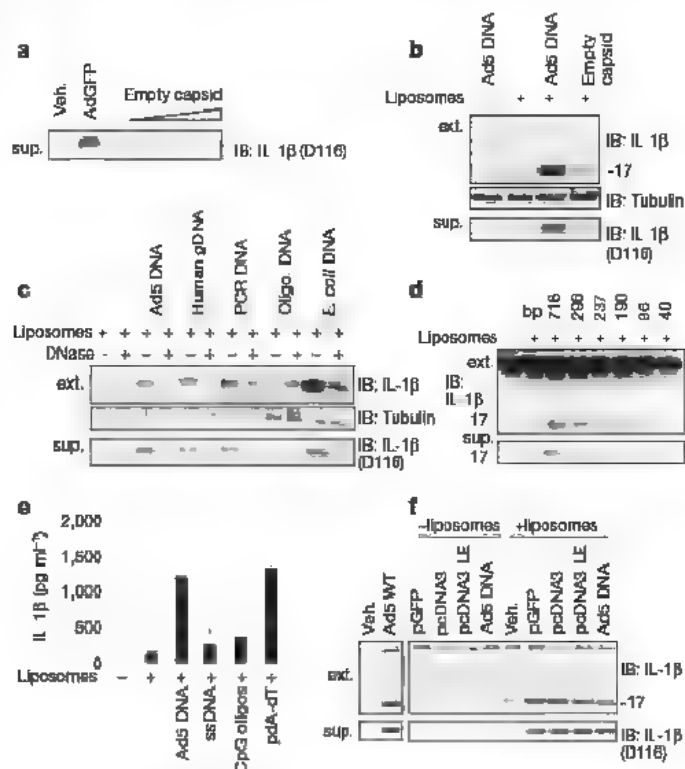 a
Veh.
AdGFP
Empty capsid
sup.
IB: IL 1β (D116)
b
Ad5 DNA
Ad5 DNA
Empty capsid
Liposomes + + +
ext.
IB: IL 1β
-17
IB: Tubulin
sup.
IB: IL 1β
(D116)
c
Ad5 DNA
Human gDNA
PCR DNA
Oligo. DNA
E. coli DNA
Liposomes + + + + + + + + + + + +
DNase − + − + − + − + − + − +
ext.
IB: IL-1β
IB: Tubulin
sup.
IB: IL-1β
(D116)
d
bp 716 296 237 190 96 40
Liposomes + + + + + +
ext.
IB:
IL 1β
17
sup.
17
e
IL 1β (pg ml⁻¹)
2,000
1,500
1,000
500
0
Liposomes − + + + + +
Ad5 DNA
ssDNA
CpG oligos
pdA-dT
f
−liposomes +liposomes
Veh.
Ad5 WT
pGFP
pcDNA3
pcDNA3 LE
Ad5 DNA
Veh.
pGFP
pcDNA3
pcDNA3 LE
Ad5 DNA
ext.
IB: IL-1β
-17
sup.
IB: IL-1β
(D116)